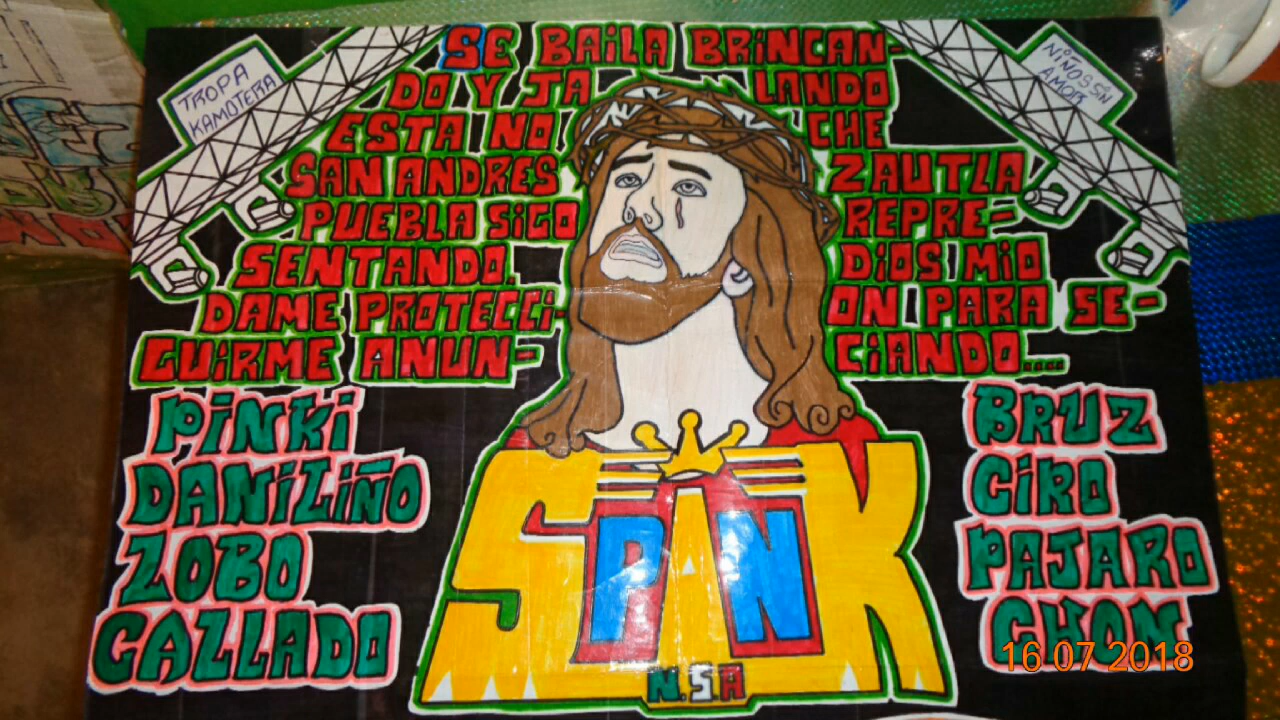 TROPA
KAMOTERA
NIÑOS SIN
AMOR
SE BAILA BRINCAN-
DO Y JA LANDO
ESTA NO CHE
SAN ANDRES ZAUTLA
PUEBLA SIGO REPRE-
SENTANDO. DIOS MIO
DAME PROTECCI- ON PARA SE-
GUIRME ANUN- CIANDO....
PINKI
DANILIÑO
ZOBO
CALLADO
BRUZ
CIRO
PAJARO
CHON
SPANK
N.S.A
16 07 2018